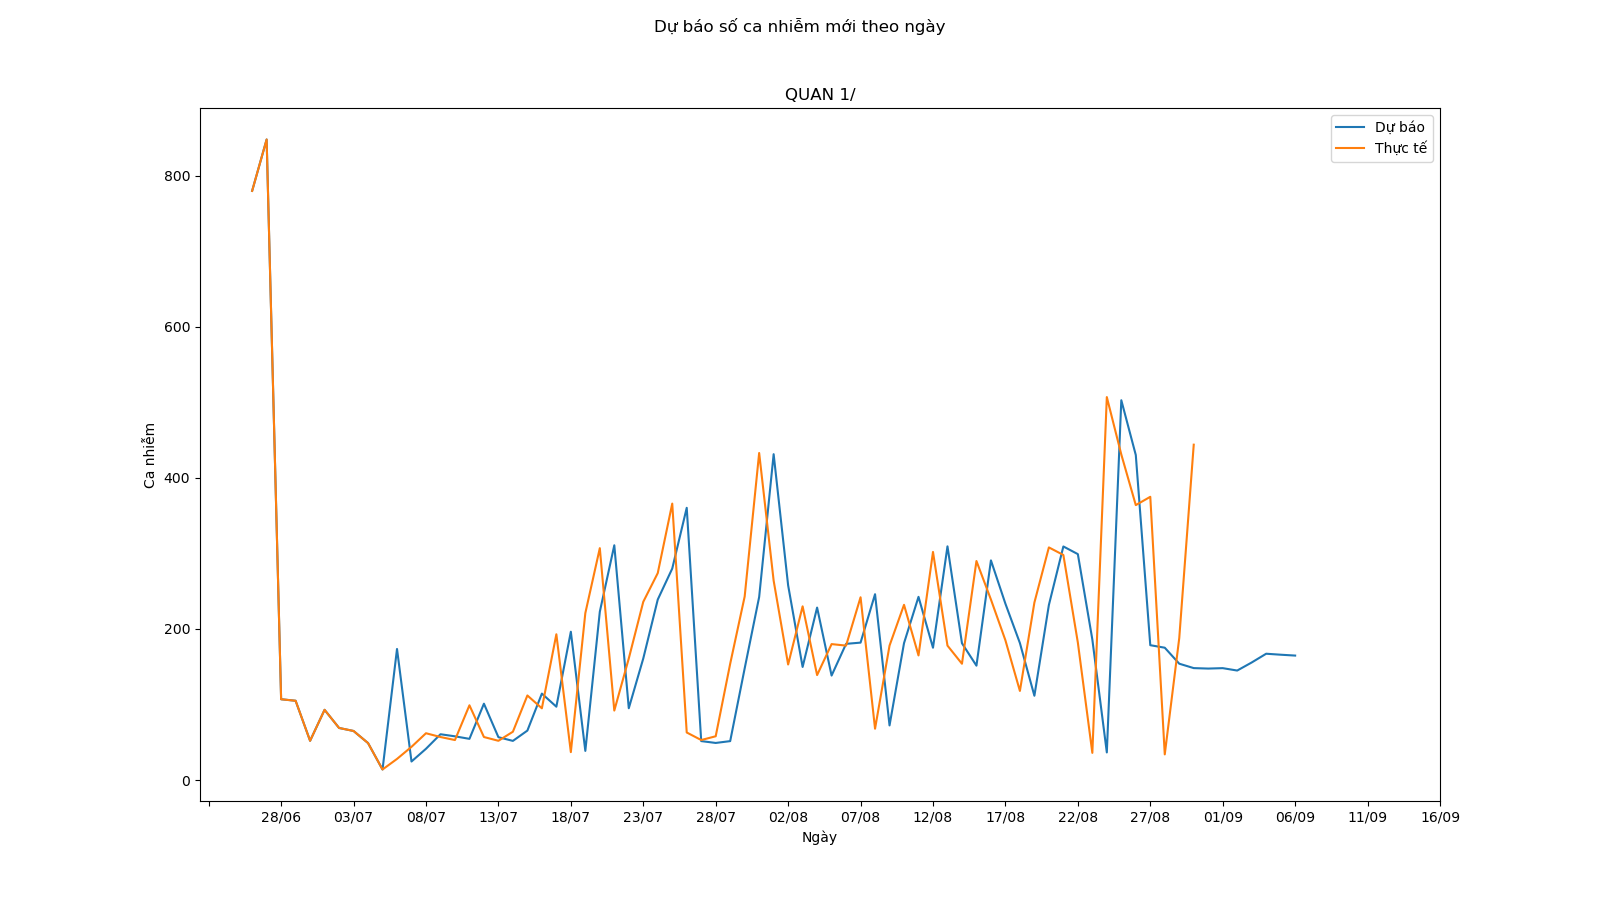 Dự báo số ca nhiễm mới theo ngày
QUAN 1/
Dự báo
Thực tế
800
600
400
200
0
Ca nhiễm
28/06 03/07 08/07 13/07 18/07 23/07 28/07 02/08 07/08 12/08 17/08 22/08 27/08 01/09 06/09 11/09 16/09
Ngày